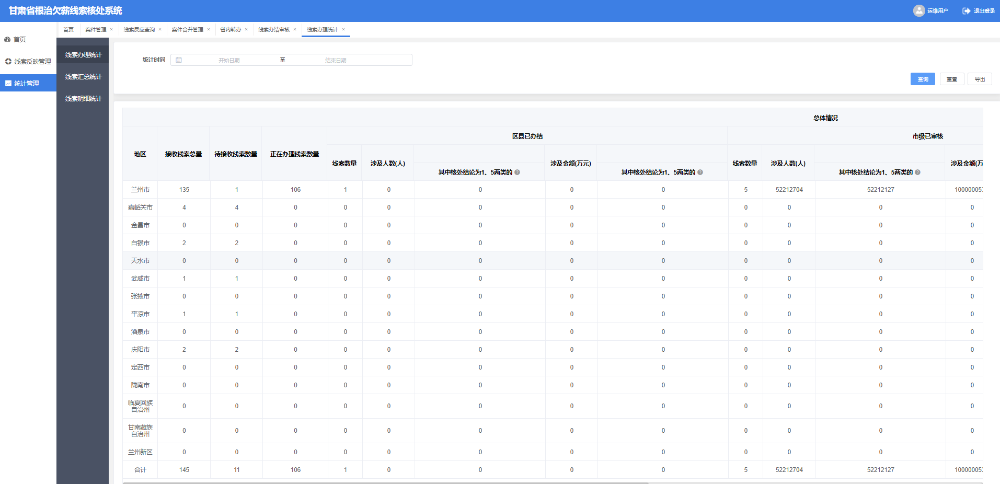 甘肃省根治欠薪线索核处系统
运维用户 退出登录
首页 案件管理 × 线索反应查询 × 案件合并管理 × 省内转办 × 线索办结审核 × 线索办理统计 ×
首页
线索反映管理
统计管理
线索办理统计
线索汇总统计
线索明细统计
统计时间 开始日期 至 结束日期
查询 重置 导出
总体情况
区县已办结 市级已审核
地区 接收线索总量 待接收线索数量 正在办理线索数量
线索数量 涉及人数(人) 涉及金额(万元) 线索数量 涉及人数(人) 涉及金额(万
其中核处结论为1、5两类的 其中核处结论为1、5两类的 其中核处结论为1、5两类的
兰州市 135 1 106 1 0 0 0 0 5 52212704 52212127 10000005
嘉峪关市 4 4 0 0 0 0 0 0 0 0 0 0
金昌市 0 0 0 0 0 0 0 0 0 0 0 0
白银市 2 2 0 0 0 0 0 0 0 0 0 0
天水市 0 0 0 0 0 0 0 0 0 0 0 0
武威市 1 1 0 0 0 0 0 0 0 0 0 0
张掖市 0 0 0 0 0 0 0 0 0 0 0 0
平凉市 1 1 0 0 0 0 0 0 0 0 0 0
酒泉市 0 0 0 0 0 0 0 0 0 0 0 0
庆阳市 2 2 0 0 0 0 0 0 0 0 0 0
定西市 0 0 0 0 0 0 0 0 0 0 0 0
陇南市 0 0 0 0 0 0 0 0 0 0 0 0
临夏回族
自治州 0 0 0 0 0 0 0 0 0 0 0 0
甘南藏族
自治州 0 0 0 0 0 0 0 0 0 0 0 0
兰州新区 0 0 0 0 0 0 0 0 0 0 0 0
合计 145 11 106 1 0 0 0 0 5 52212704 52212127 10000005